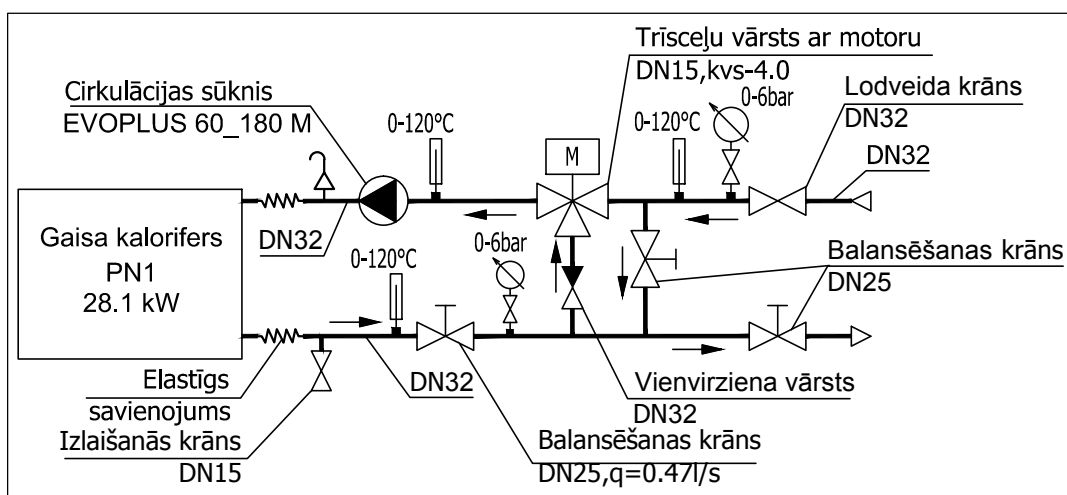 Trīsceļu vārsts ar motoru
DN15,kvs-4.0
Cirkulācijas sūknis
EVOPLUS 60_180 M
0-6bar
Lodveida krāns
DN32
0-120°C
0-120°C
DN32
M
Gaisa kalorifers
PN1
28.1 kW
DN32
0-120°C
0-6bar
Balansēšanas krāns
DN25
Elastīgs
savienojums
DN32
Vienvirziena vārsts
DN32
Izlaišanās krāns
DN15
Balansēšanas krāns
DN25,q=0.47l/s